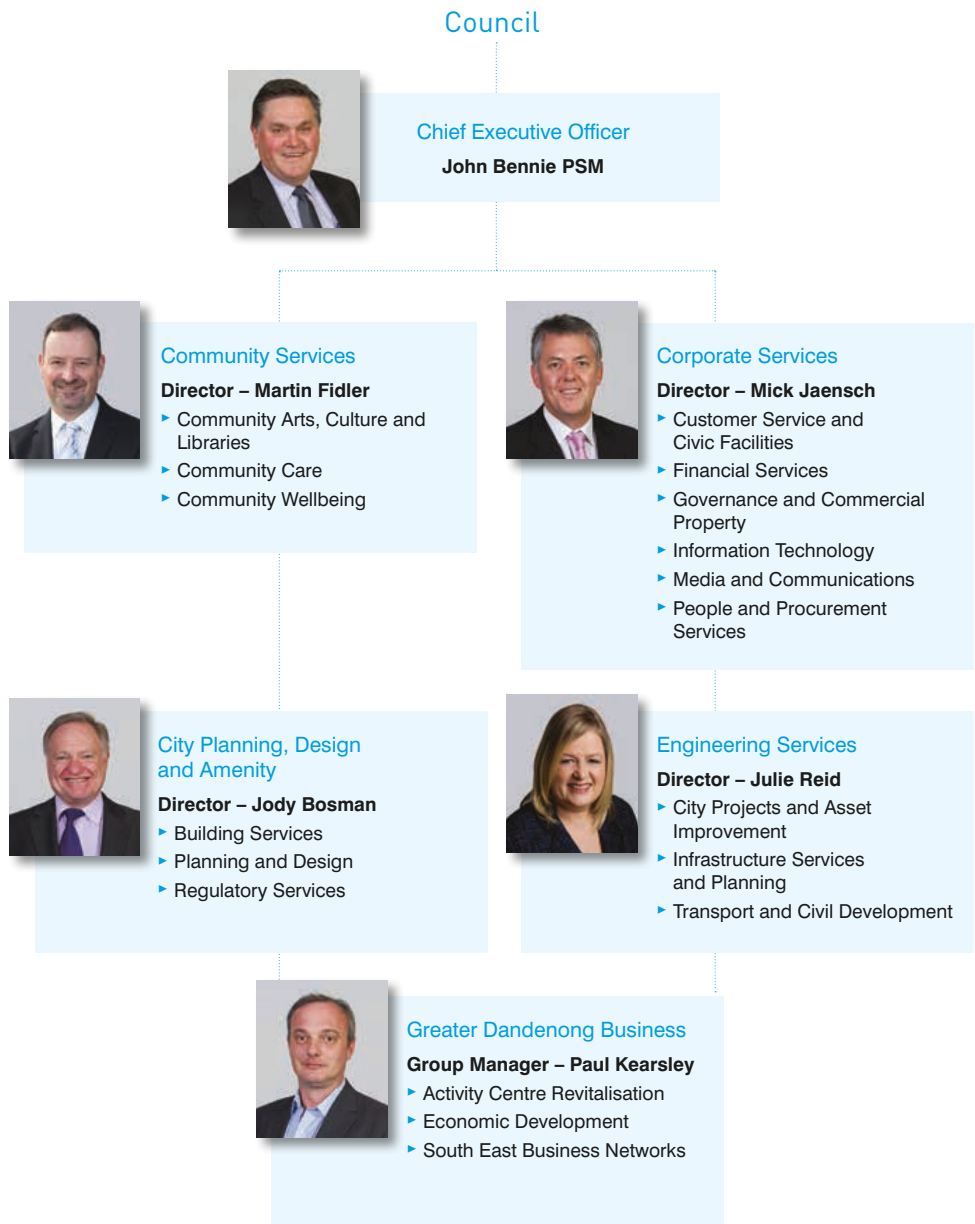 Council
Chief Executive Officer
John Bennie PSM
Community Services
Director – Martin Fidler
► Community Arts, Culture and
Libraries
► Community Care
► Community Wellbeing
Corporate Services
Director – Mick Jaensch
► Customer Service and
Civic Facilities
► Financial Services
► Governance and Commercial
Property
► Information Technology
► Media and Communications
► People and Procurement
Services
City Planning, Design
and Amenity
Director – Jody Bosman
► Building Services
► Planning and Design
► Regulatory Services
Engineering Services
Director – Julie Reid
► City Projects and Asset
Improvement
► Infrastructure Services
and Planning
► Transport and Civil Development
Greater Dandenong Business
Group Manager – Paul Kearsley
► Activity Centre Revitalisation
► Economic Development
► South East Business Networks